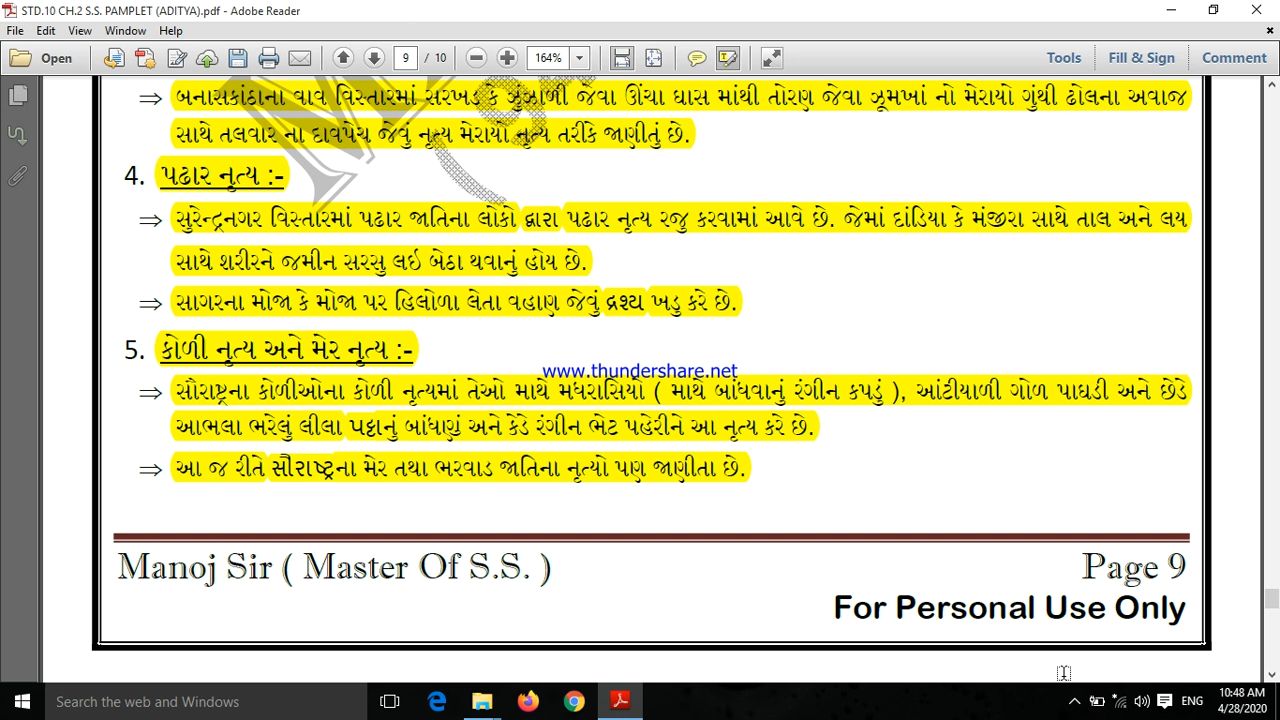 STD.10 CH.2 S.S. PAMPLET (ADITYA).pdf - Adobe Reader
File Edit View Window Help
Open 9 / 10 164% Tools Fill & Sign Comment
⇒ બનાસકાંઠાના વાવ વિસ્તારમાં સરખડ કે ઝુઝાળી જેવા ઊંચા ઘાસ માંથી તોરણ જેવા ઝૂમખાં નો મેરાયો ગુંથી ઢોલના અવાજ
સાથે તલવાર ના દાવપેચ જેવું નૃત્ય મેરાયો નૃત્ય તરીકે જાણીતું છે.
4. પઢાર નૃત્ય :-
⇒ સુરેન્દ્રનગર વિસ્તારમાં પઢાર જાતિના લોકો દ્વારા પઢાર નૃત્ય રજુ કરવામાં આવે છે. જેમાં દાંડિયા કે મંજીરા સાથે તાલ અને લય
સાથે શરીરને જમીન સરસુ લઇ બેઠા થવાનું હોય છે.
⇒ સાગરના મોજા કે મોજા પર હિલોળા લેતા વહાણ જેવું દ્રશ્ય ખડુ કરે છે.
5. કોળી નૃત્ય અને મેર નૃત્ય :-
www.thundershare.net
⇒ સૌરાષ્ટ્રના કોળીઓના કોળી નૃત્યમાં તેઓ માથે મધરાસિયો ( માથે બાંધવાનું રંગીન કપડું ), આંટીયાળી ગોળ પાઘડી અને છેડે
આભલા ભરેલું લીલા પટ્ટાનું બાંધણું અને કેડે રંગીન ભેટ પહેરીને આ નૃત્ય કરે છે.
⇒ આ જ રીતે સૌરાષ્ટ્રના મેર તથા ભરવાડ જાતિના નૃત્યો પણ જાણીતા છે.
Manoj Sir ( Master Of S.S. ) Page 9
For Personal Use Only
Search the web and Windows ENG 10:48 AM
4/28/2020